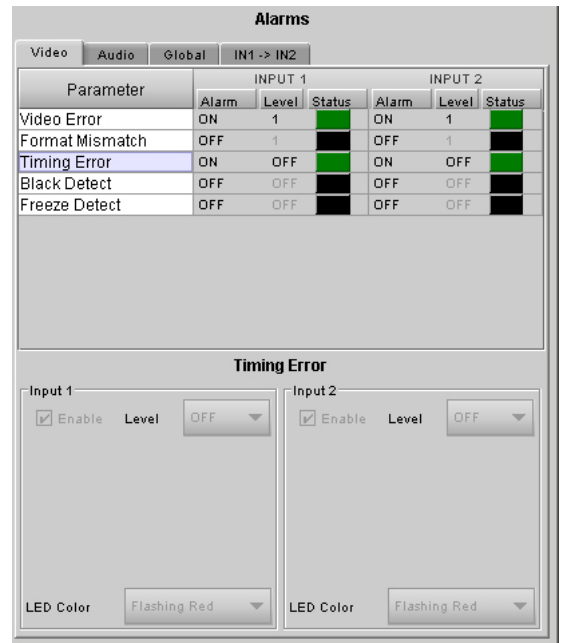 Alarms
Video Audio Global IN1 -> IN2
Parameter INPUT 1 INPUT 2
Alarm Level Status Alarm Level Status
Video Error ON 1 ON 1
Format Mismatch OFF 1 OFF 1
Timing Error ON OFF ON OFF
Black Detect OFF OFF OFF OFF
Freeze Detect OFF OFF OFF OFF
Timing Error
Input 1 Input 2
Enable Level OFF Enable Level OFF
LED Color Flashing Red LED Color Flashing Red